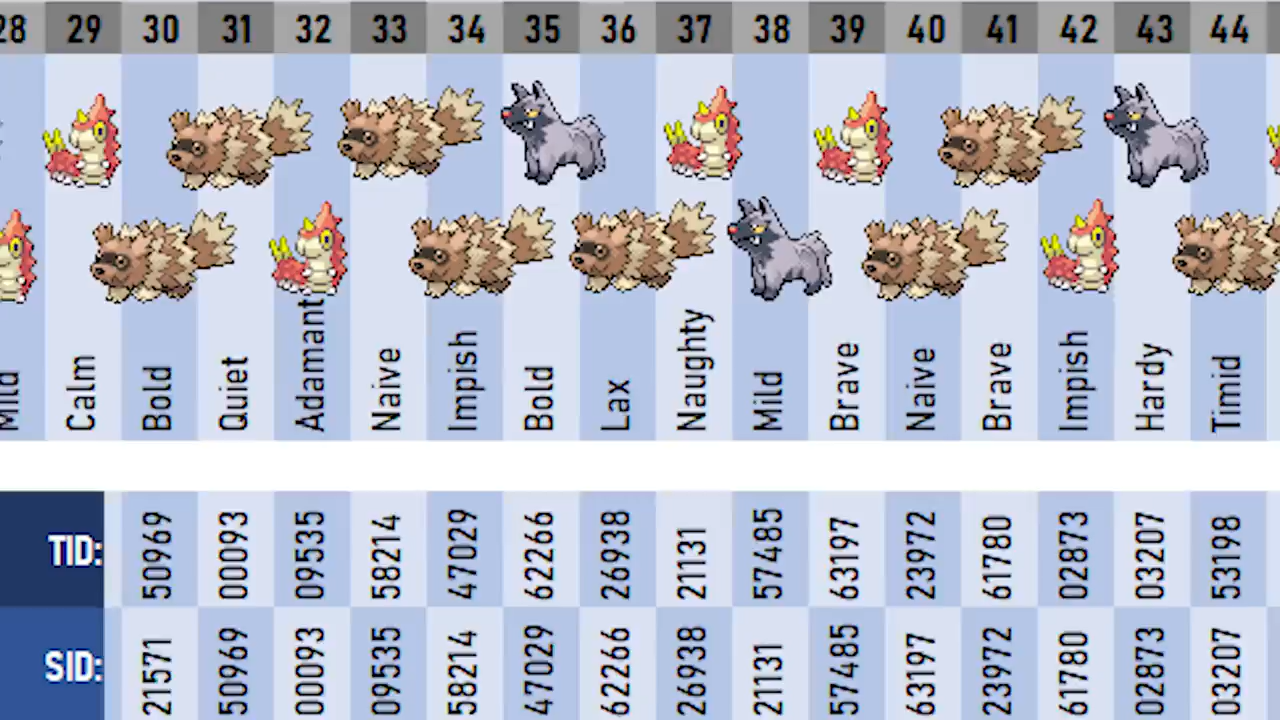 28 29 30 31 32 33 34 35 36 37 38 39 40 41 42 43 44
Mild Calm Bold Quiet Adamant Naive Impish Bold Lax Naughty Mild Brave Naive Brave Impish Hardy Timid
TID: 50969 00093 09535 58214 47029 62266 26938 21131 57485 63197 23972 61780 02873 03207 53198
SID: 21571 50969 00093 09535 58214 47029 62266 26938 21131 57485 63197 23972 61780 02873 03207